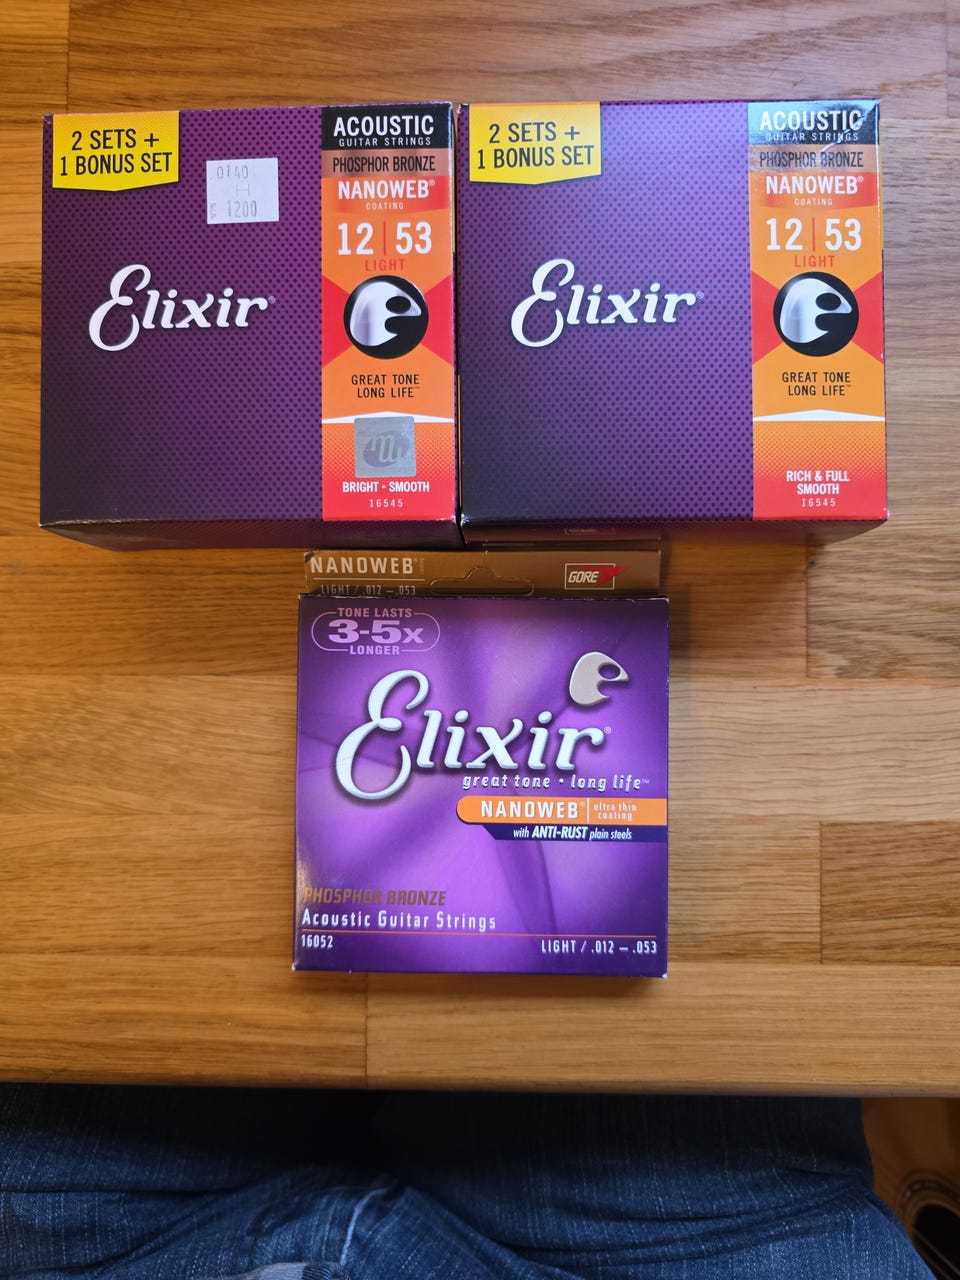 2 SETS +
1 BONUS SET
0140
H
1200
ACOUSTIC
GUITAR STRINGS
PHOSPHOR BRONZE
NANOWEB®
COATING
12 | 53
LIGHT
Elixir®
GREAT TONE
LONG LIFE™
BRIGHT • SMOOTH
16545
2 SETS +
1 BONUS SET
ACOUSTIC
GUITAR STRINGS
PHOSPHOR BRONZE
NANOWEB®
COATING
12 | 53
LIGHT
Elixir®
GREAT TONE
LONG LIFE™
RICH & FULL
SMOOTH
16545
NANOWEB®
LIGHT / .012 – .053
GORE
TONE LASTS
3-5x
LONGER
Elixir®
great tone • long life™
NANOWEB® | ultra thin
coating
with ANTI-RUST plain steels
PHOSPHOR BRONZE
Acoustic Guitar Strings
16052
LIGHT / .012 – .053